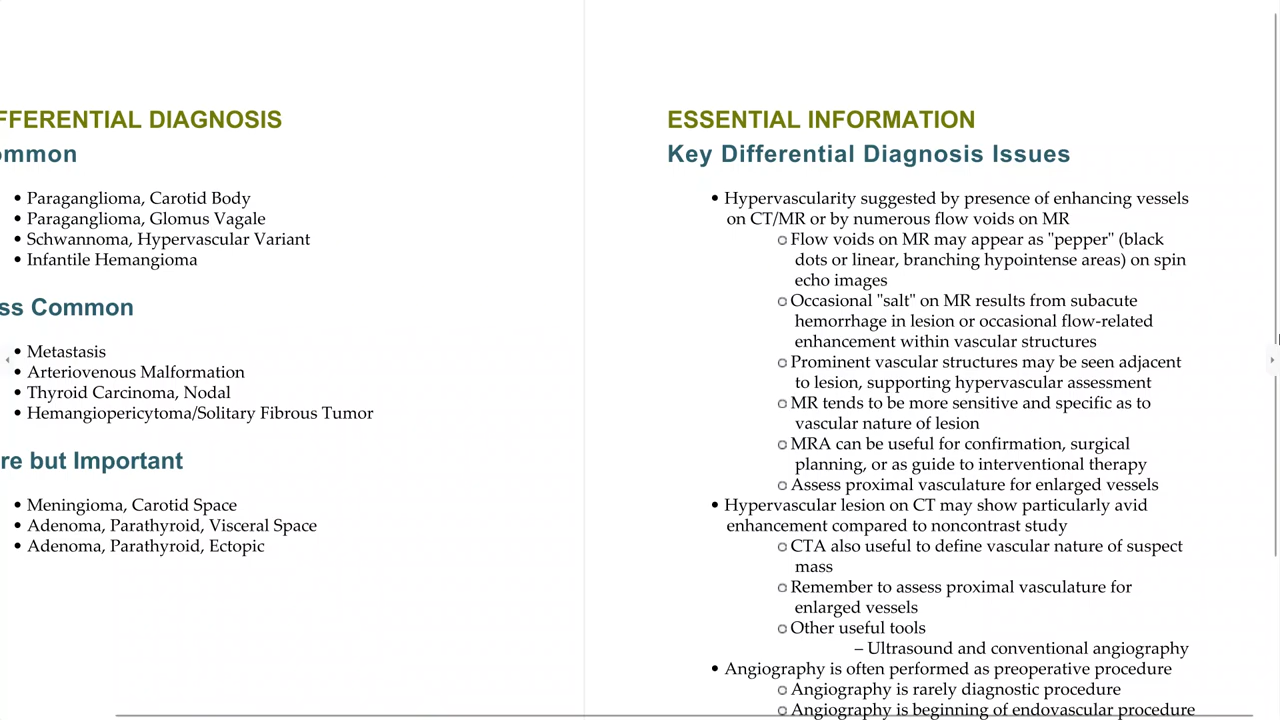 FFERENTIAL DIAGNOSIS
ommon
• Paraganglioma, Carotid Body
• Paraganglioma, Glomus Vagale
• Schwannoma, Hypervascular Variant
• Infantile Hemangioma
ss Common
• Metastasis
• Arteriovenous Malformation
• Thyroid Carcinoma, Nodal
• Hemangiopericytoma/Solitary Fibrous Tumor
re but Important
• Meningioma, Carotid Space
• Adenoma, Parathyroid, Visceral Space
• Adenoma, Parathyroid, Ectopic
ESSENTIAL INFORMATION
Key Differential Diagnosis Issues
• Hypervascularity suggested by presence of enhancing vessels
on CT/MR or by numerous flow voids on MR
○ Flow voids on MR may appear as "pepper" (black
dots or linear, branching hypointense areas) on spin
echo images
○ Occasional "salt" on MR results from subacute
hemorrhage in lesion or occasional flow-related
enhancement within vascular structures
○ Prominent vascular structures may be seen adjacent
to lesion, supporting hypervascular assessment
○ MR tends to be more sensitive and specific as to
vascular nature of lesion
○ MRA can be useful for confirmation, surgical
planning, or as guide to interventional therapy
○ Assess proximal vasculature for enlarged vessels
• Hypervascular lesion on CT may show particularly avid
enhancement compared to noncontrast study
○ CTA also useful to define vascular nature of suspect
mass
○ Remember to assess proximal vasculature for
enlarged vessels
○ Other useful tools
– Ultrasound and conventional angiography
• Angiography is often performed as preoperative procedure
○ Angiography is rarely diagnostic procedure
○ Angiography is beginning of endovascular procedure